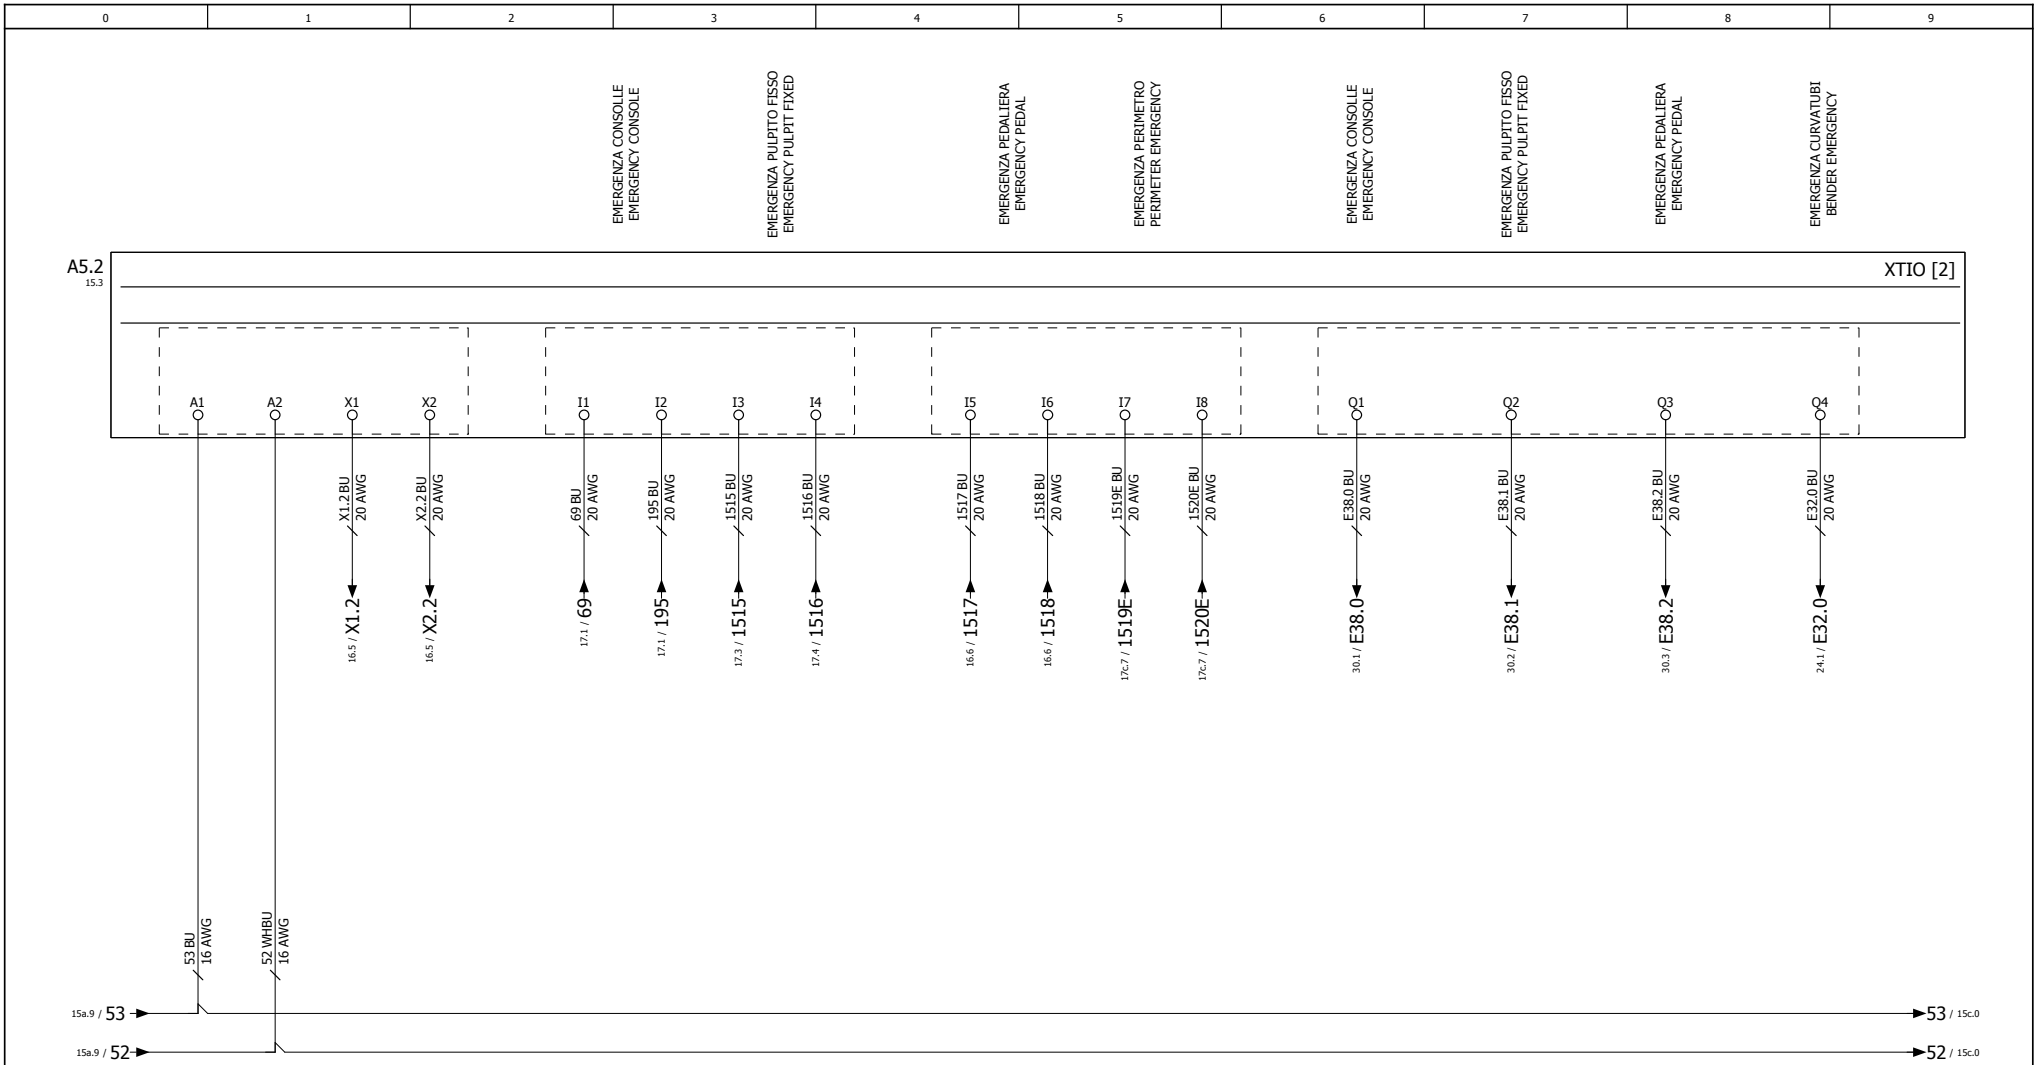 0 1 2 3 4 5 6 7 8 9
EMERGENZA CONSOLLE
EMERGENCY CONSOLE
EMERGENZA PULPITO FISSO
EMERGENCY PULPIT FIXED
EMERGENZA PEDALIERA
EMERGENCY PEDAL
EMERGENZA PERIMETRO
PERIMETER EMERGENCY
EMERGENZA CONSOLLE
EMERGENCY CONSOLE
EMERGENZA PULPITO FISSO
EMERGENCY PULPIT FIXED
EMERGENZA PEDALIERA
EMERGENCY PEDAL
EMERGENZA CURVATUBI
BENDER EMERGENCY
A5.2
15.3
XTIO [2]
A1 A2 X1 X2 I1 I2 I3 I4 I5 I6 I7 I8 Q1 Q2 Q3 Q4
X1.2 BU
20 AWG
X2.2 BU
20 AWG
69 BU
20 AWG
195 BU
20 AWG
1515 BU
20 AWG
1516 BU
20 AWG
1517 BU
20 AWG
1518 BU
20 AWG
1519E BU
20 AWG
1520E BU
20 AWG
E38.0 BU
20 AWG
E38.1 BU
20 AWG
E38.2 BU
20 AWG
E32.0 BU
20 AWG
16.5 / X1.2
16.5 / X2.2
17.1 / 69
17.1 / 195
17.3 / 1515
17.4 / 1516
16.6 / 1517
16.6 / 1518
17c.7 / 1519E
17c.7 / 1520E
30.1 / E38.0
30.2 / E38.1
30.3 / E38.2
24.1 / E32.0
53 BU
16 AWG
52 WHBU
16 AWG
15a.9 / 53
53 / 15c.0
15a.9 / 52
52 / 15c.0